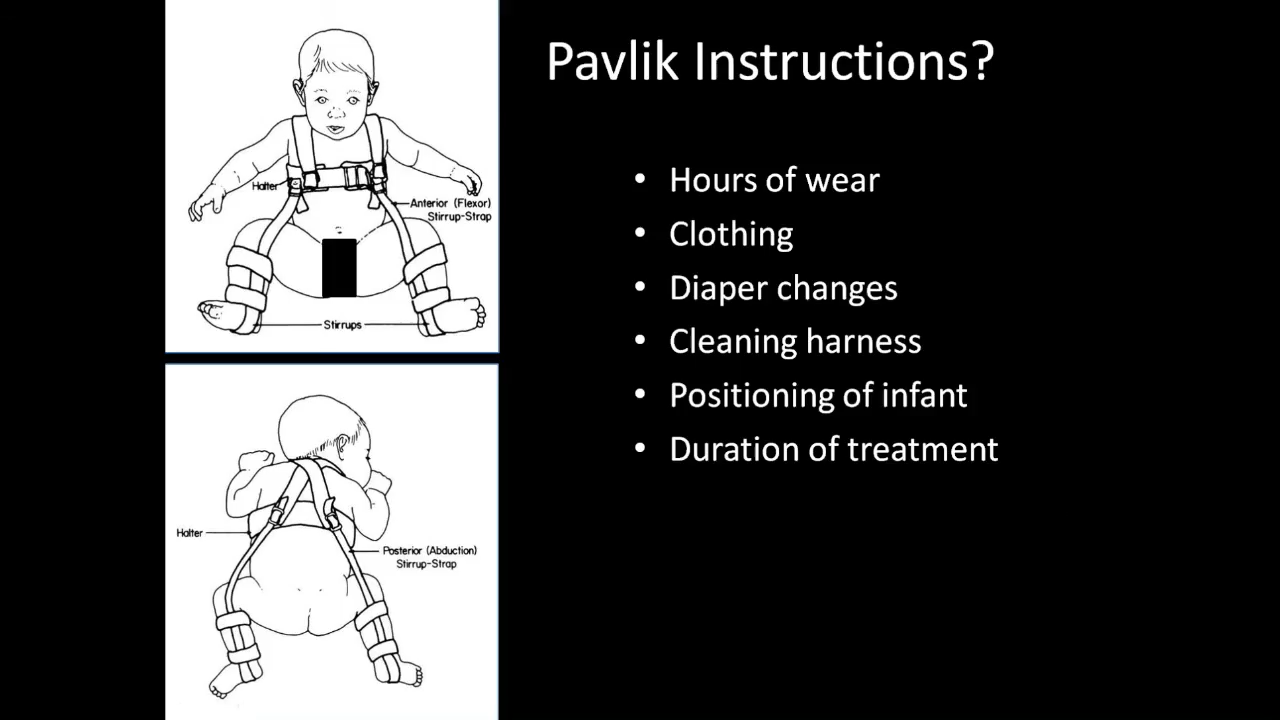 Pavlik Instructions?
Halter
Anterior (Flexor)
Stirrup-Strap
Stirrups
Halter
Posterior (Abduction)
Stirrup-Strap
• Hours of wear
• Clothing
• Diaper changes
• Cleaning harness
• Positioning of infant
• Duration of treatment